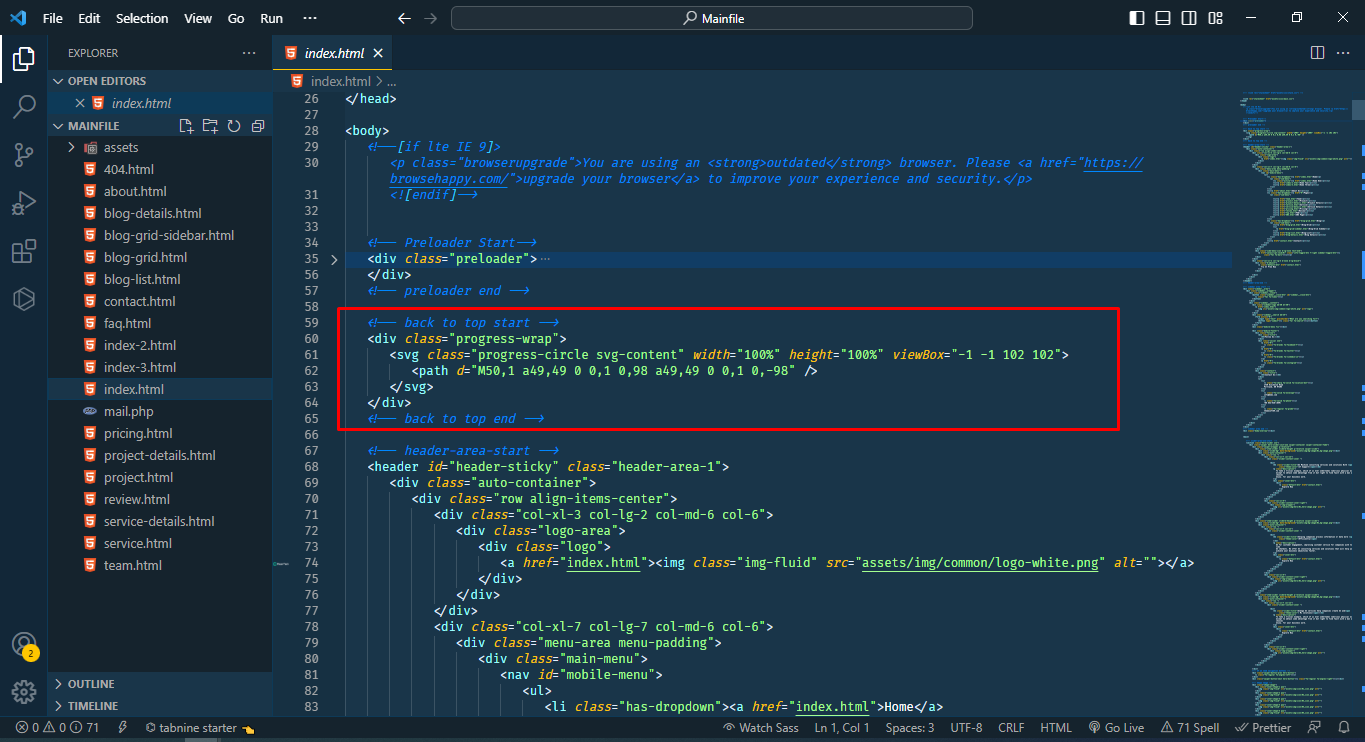 File Edit Selection View Go Run ···
Mainfile
EXPLORER
OPEN EDITORS
index.html
MAINFILE
assets
404.html
about.html
blog-details.html
blog-grid-sidebar.html
blog-grid.html
blog-list.html
contact.html
faq.html
index-2.html
index-3.html
index.html
mail.php
pricing.html
project-details.html
project.html
review.html
service-details.html
service.html
team.html
OUTLINE
TIMELINE
2
index.html
index.html > ...
26 </head>
27
28 <body>
29 <!--[if lte IE 9]>
30 <p class="browserupgrade">You are using an <strong>outdated</strong> browser. Please <a href="https://
browsehappy.com/">upgrade your browser</a> to improve your experience and security.</p>
31 <![endif]-->
32
33
34 <!-- Preloader Start-->
35 <div class="preloader">···
56 </div>
57 <!-- preloader end -->
58
59 <!-- back to top start -->
60 <div class="progress-wrap">
61 <svg class="progress-circle svg-content" width="100%" height="100%" viewBox="-1 -1 102 102">
62 <path d="M50,1 a49,49 0 0,1 0,98 a49,49 0 0,1 0,-98" />
63 </svg>
64 </div>
65 <!-- back to top end -->
66
67 <!-- header-area-start -->
68 <header id="header-sticky" class="header-area-1">
69 <div class="auto-container">
70 <div class="row align-items-center">
71 <div class="col-xl-3 col-lg-2 col-md-6 col-6">
72 <div class="logo-area">
73 <div class="logo">
74 <a href="index.html"><img class="img-fluid" src="assets/img/common/logo-white.png" alt=""></a>
75 </div>
76 </div>
77 </div>
78 <div class="col-xl-7 col-lg-7 col-md-6 col-6">
79 <div class="menu-area menu-padding">
80 <div class="main-menu">
81 <nav id="mobile-menu">
82 <ul>
83 <li class="has-dropdown"><a href="index.html">Home</a>
0 0 71 tabnine starter Watch Sass Ln 1, Col 1 Spaces: 3 UTF-8 CRLF HTML Go Live 71 Spell Prettier